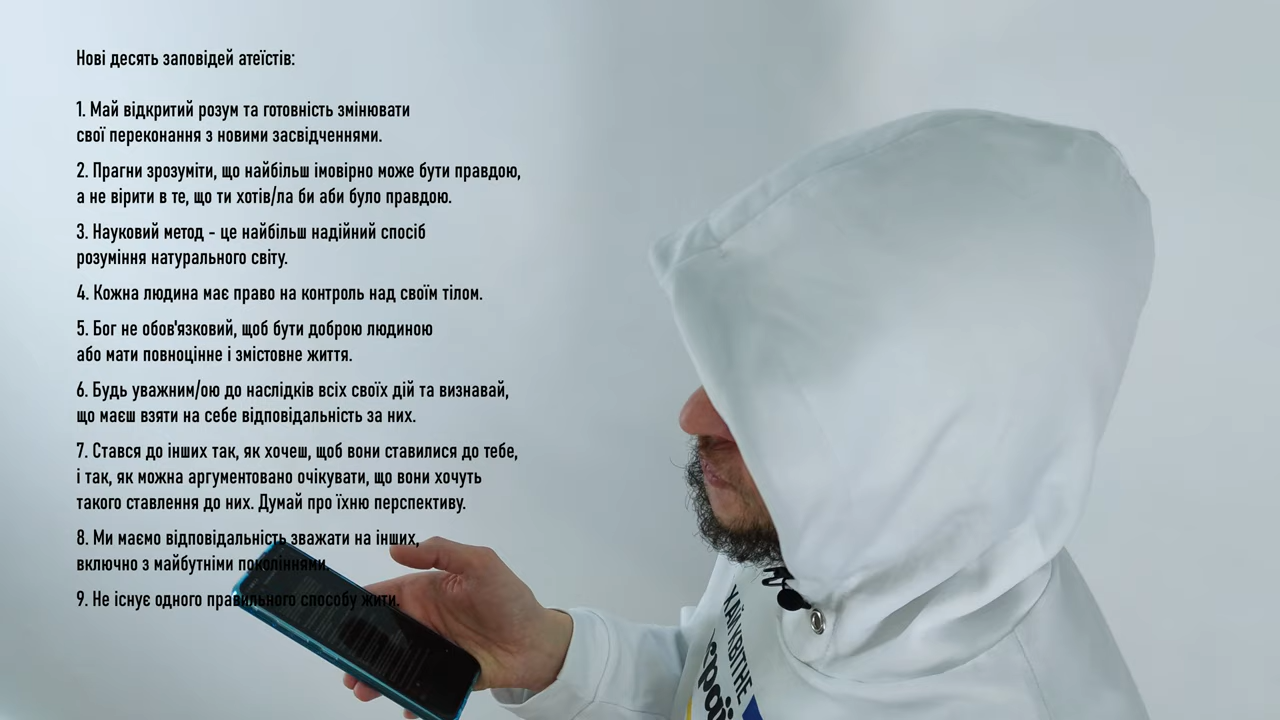 Нові десять заповідей атеїстів:
1. Май відкритий розум та готовність змінювати
свої переконання з новими засвідченнями.
2. Прагни зрозуміти, що найбільш імовірно може бути правдою,
а не вірити в те, що ти хотів/ла би аби було правдою.
3. Науковий метод - це найбільш надійний спосіб
розуміння натурального світу.
4. Кожна людина має право на контроль над своїм тілом.
5. Бог не обов'язковий, щоб бути доброю людиною
або мати повноцінне і змістовне життя.
6. Будь уважним/ою до наслідків всіх своїх дій та визнавай,
що маєш взяти на себе відповідальність за них.
7. Стався до інших так, як хочеш, щоб вони ставилися до тебе,
і так, як можна аргументовано очікувати, що вони хочуть
такого ставлення до них. Думай про їхню перспективу.
8. Ми маємо відповідальність зважати на інших,
включно з майбутніми поколіннями.
9. Не існує одного правильного способу жити.
ХАЙ КВІТНЕ